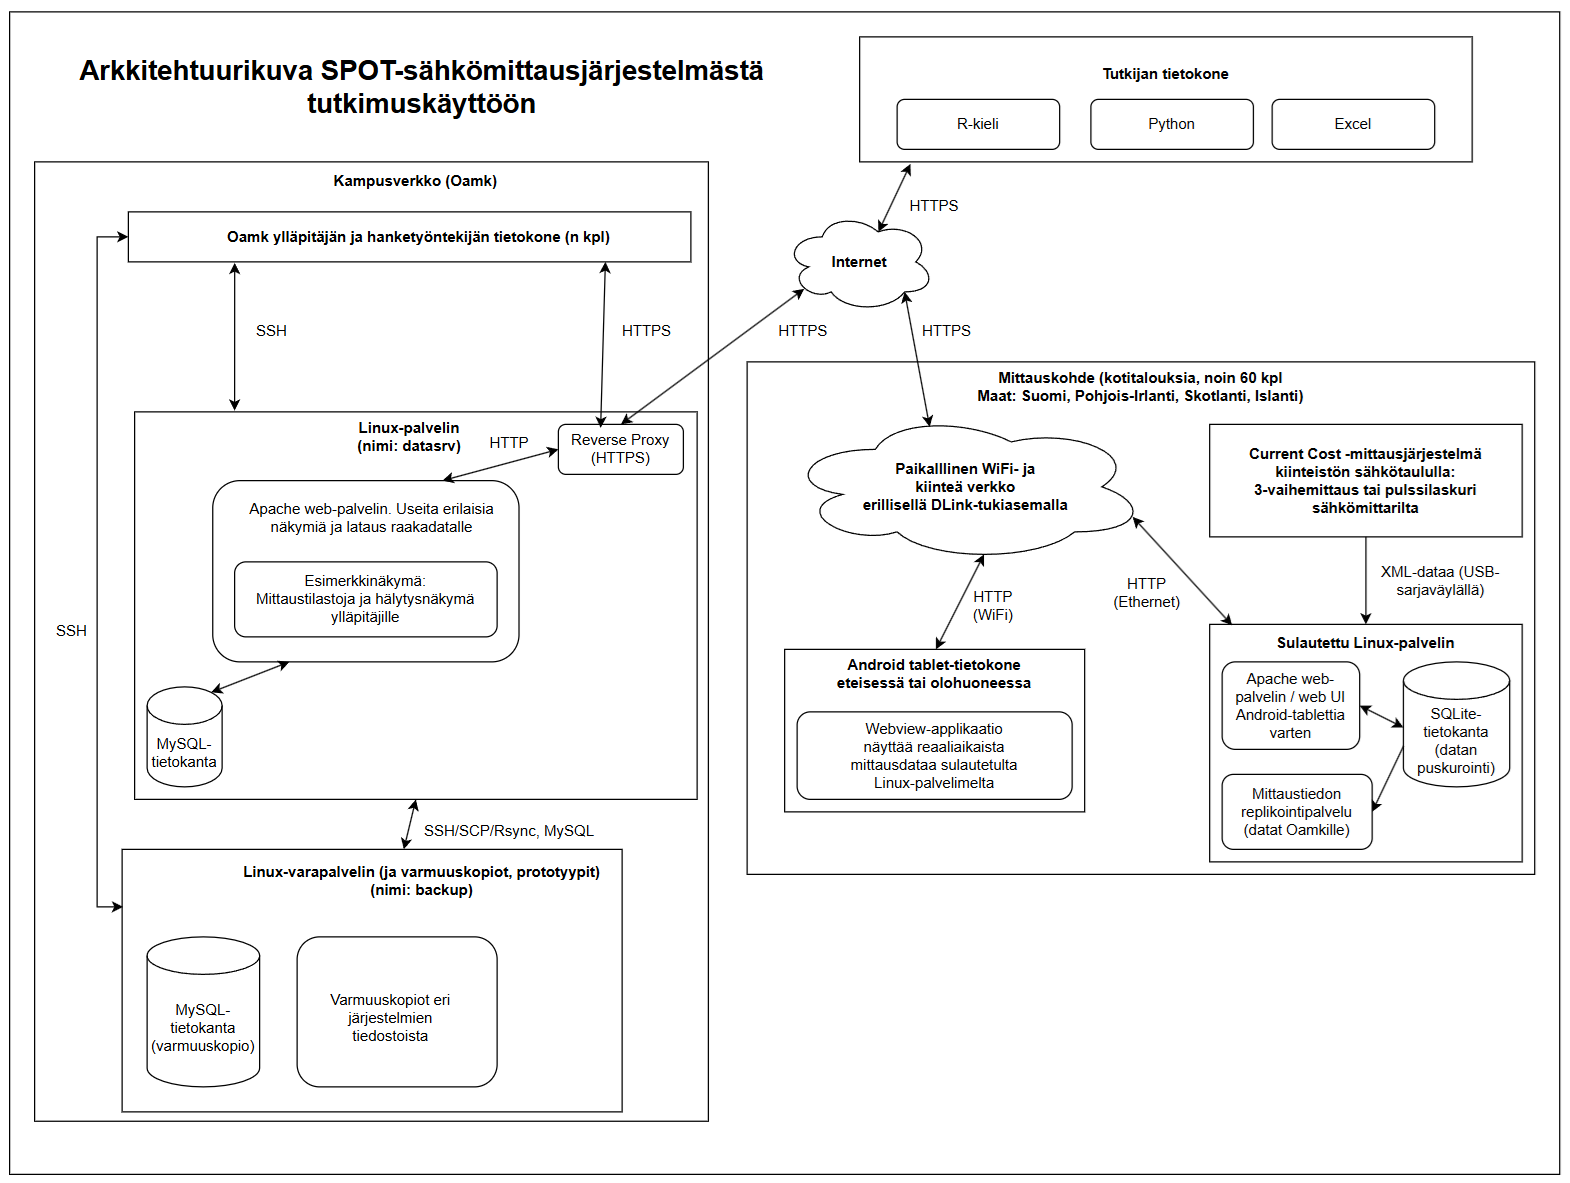 Arkkitehtuurikuva SPOT-sähkömittausjärjestelmästä
tutkimuskäyttöön
Tutkijan tietokone
R-kieli
Python
Excel
HTTPS
Internet
HTTPS
HTTPS
Kampusverkko (Oamk)
Oamk ylläpitäjän ja hanketyöntekijän tietokone (n kpl)
SSH
HTTPS
SSH
Linux-palvelin
(nimi: datasrv)
HTTP
Reverse Proxy
(HTTPS)
Apache web-palvelin. Useita erilaisia
näkymiä ja lataus raakadatalle
Esimerkkinäkymä:
Mittaustilastoja ja hälytysnäkymä
ylläpitäjille
MySQL-
tietokanta
SSH/SCP/Rsync, MySQL
Linux-varapalvelin (ja varmuuskopiot, prototyypit)
(nimi: backup)
MySQL-
tietokanta
(varmuuskopio)
Varmuuskopiot eri
järjestelmien
tiedostoista
Mittauskohde (kotitalouksia, noin 60 kpl
Maat: Suomi, Pohjois-Irlanti, Skotlanti, Islanti)
Paikalllinen WiFi- ja
kiinteä verkko
erillisellä DLink-tukiasemalla
Current Cost -mittausjärjestelmä
kiinteistön sähkötaululla:
3-vaihemittaus tai pulssilaskuri
sähkömittarilta
XML-dataa (USB-
sarjaväylällä)
HTTP
(WiFi)
HTTP
(Ethernet)
Android tablet-tietokone
eteisessä tai olohuoneessa
Webview-applikaatio
näyttää reaaliaikaista
mittausdataa sulautetulta
Linux-palvelimelta
Sulautettu Linux-palvelin
Apache web-
palvelin / web UI
Android-tablettia
varten
SQLite-
tietokanta
(datan
puskurointi)
Mittaustiedon
replikointipalvelu
(datat Oamkille)